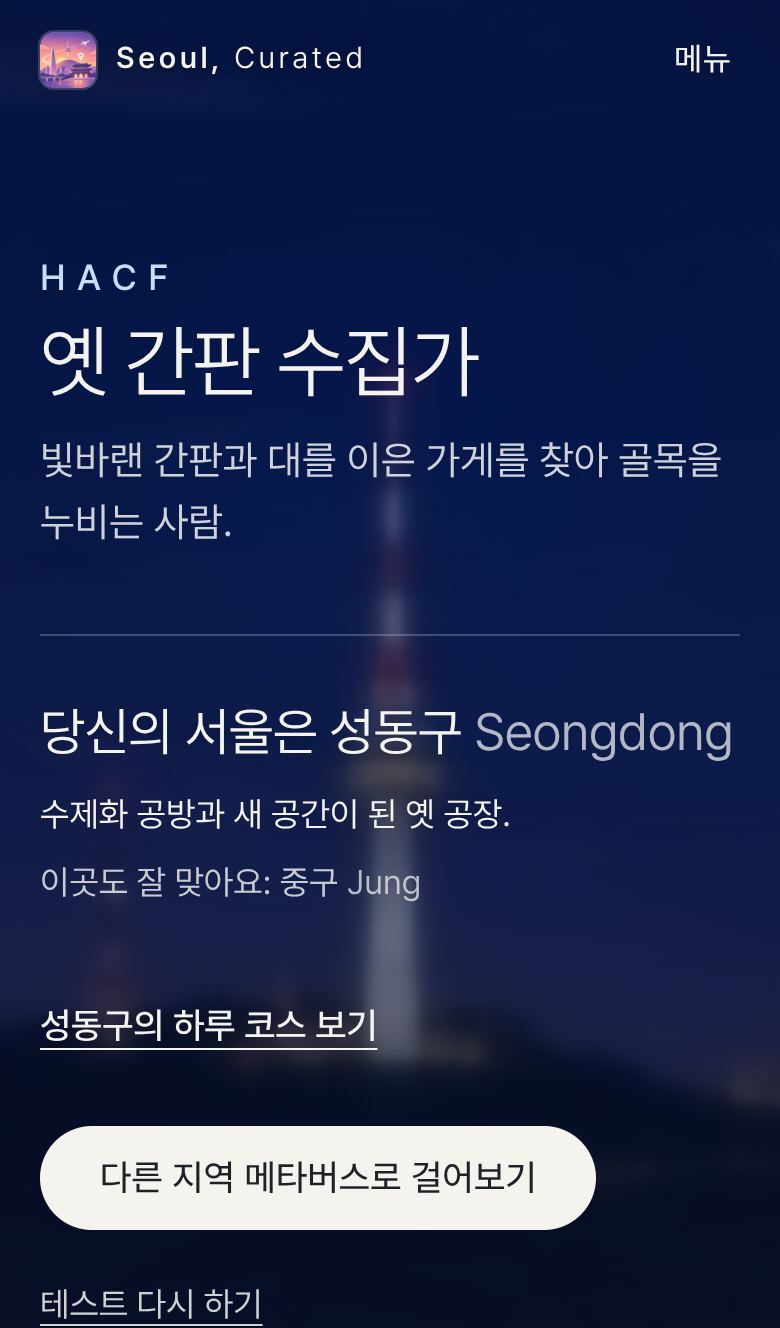 Seoul, Curated
메뉴
HACF
옛 간판 수집가
빛바랜 간판과 대를 이은 가게를 찾아 골목을
누비는 사람.
당신의 서울은 성동구 Seongdong
수제화 공방과 새 공간이 된 옛 공장.
이곳도 잘 맞아요: 중구 Jung
성동구의 하루 코스 보기
다른 지역 메타버스로 걸어보기
테스트 다시 하기